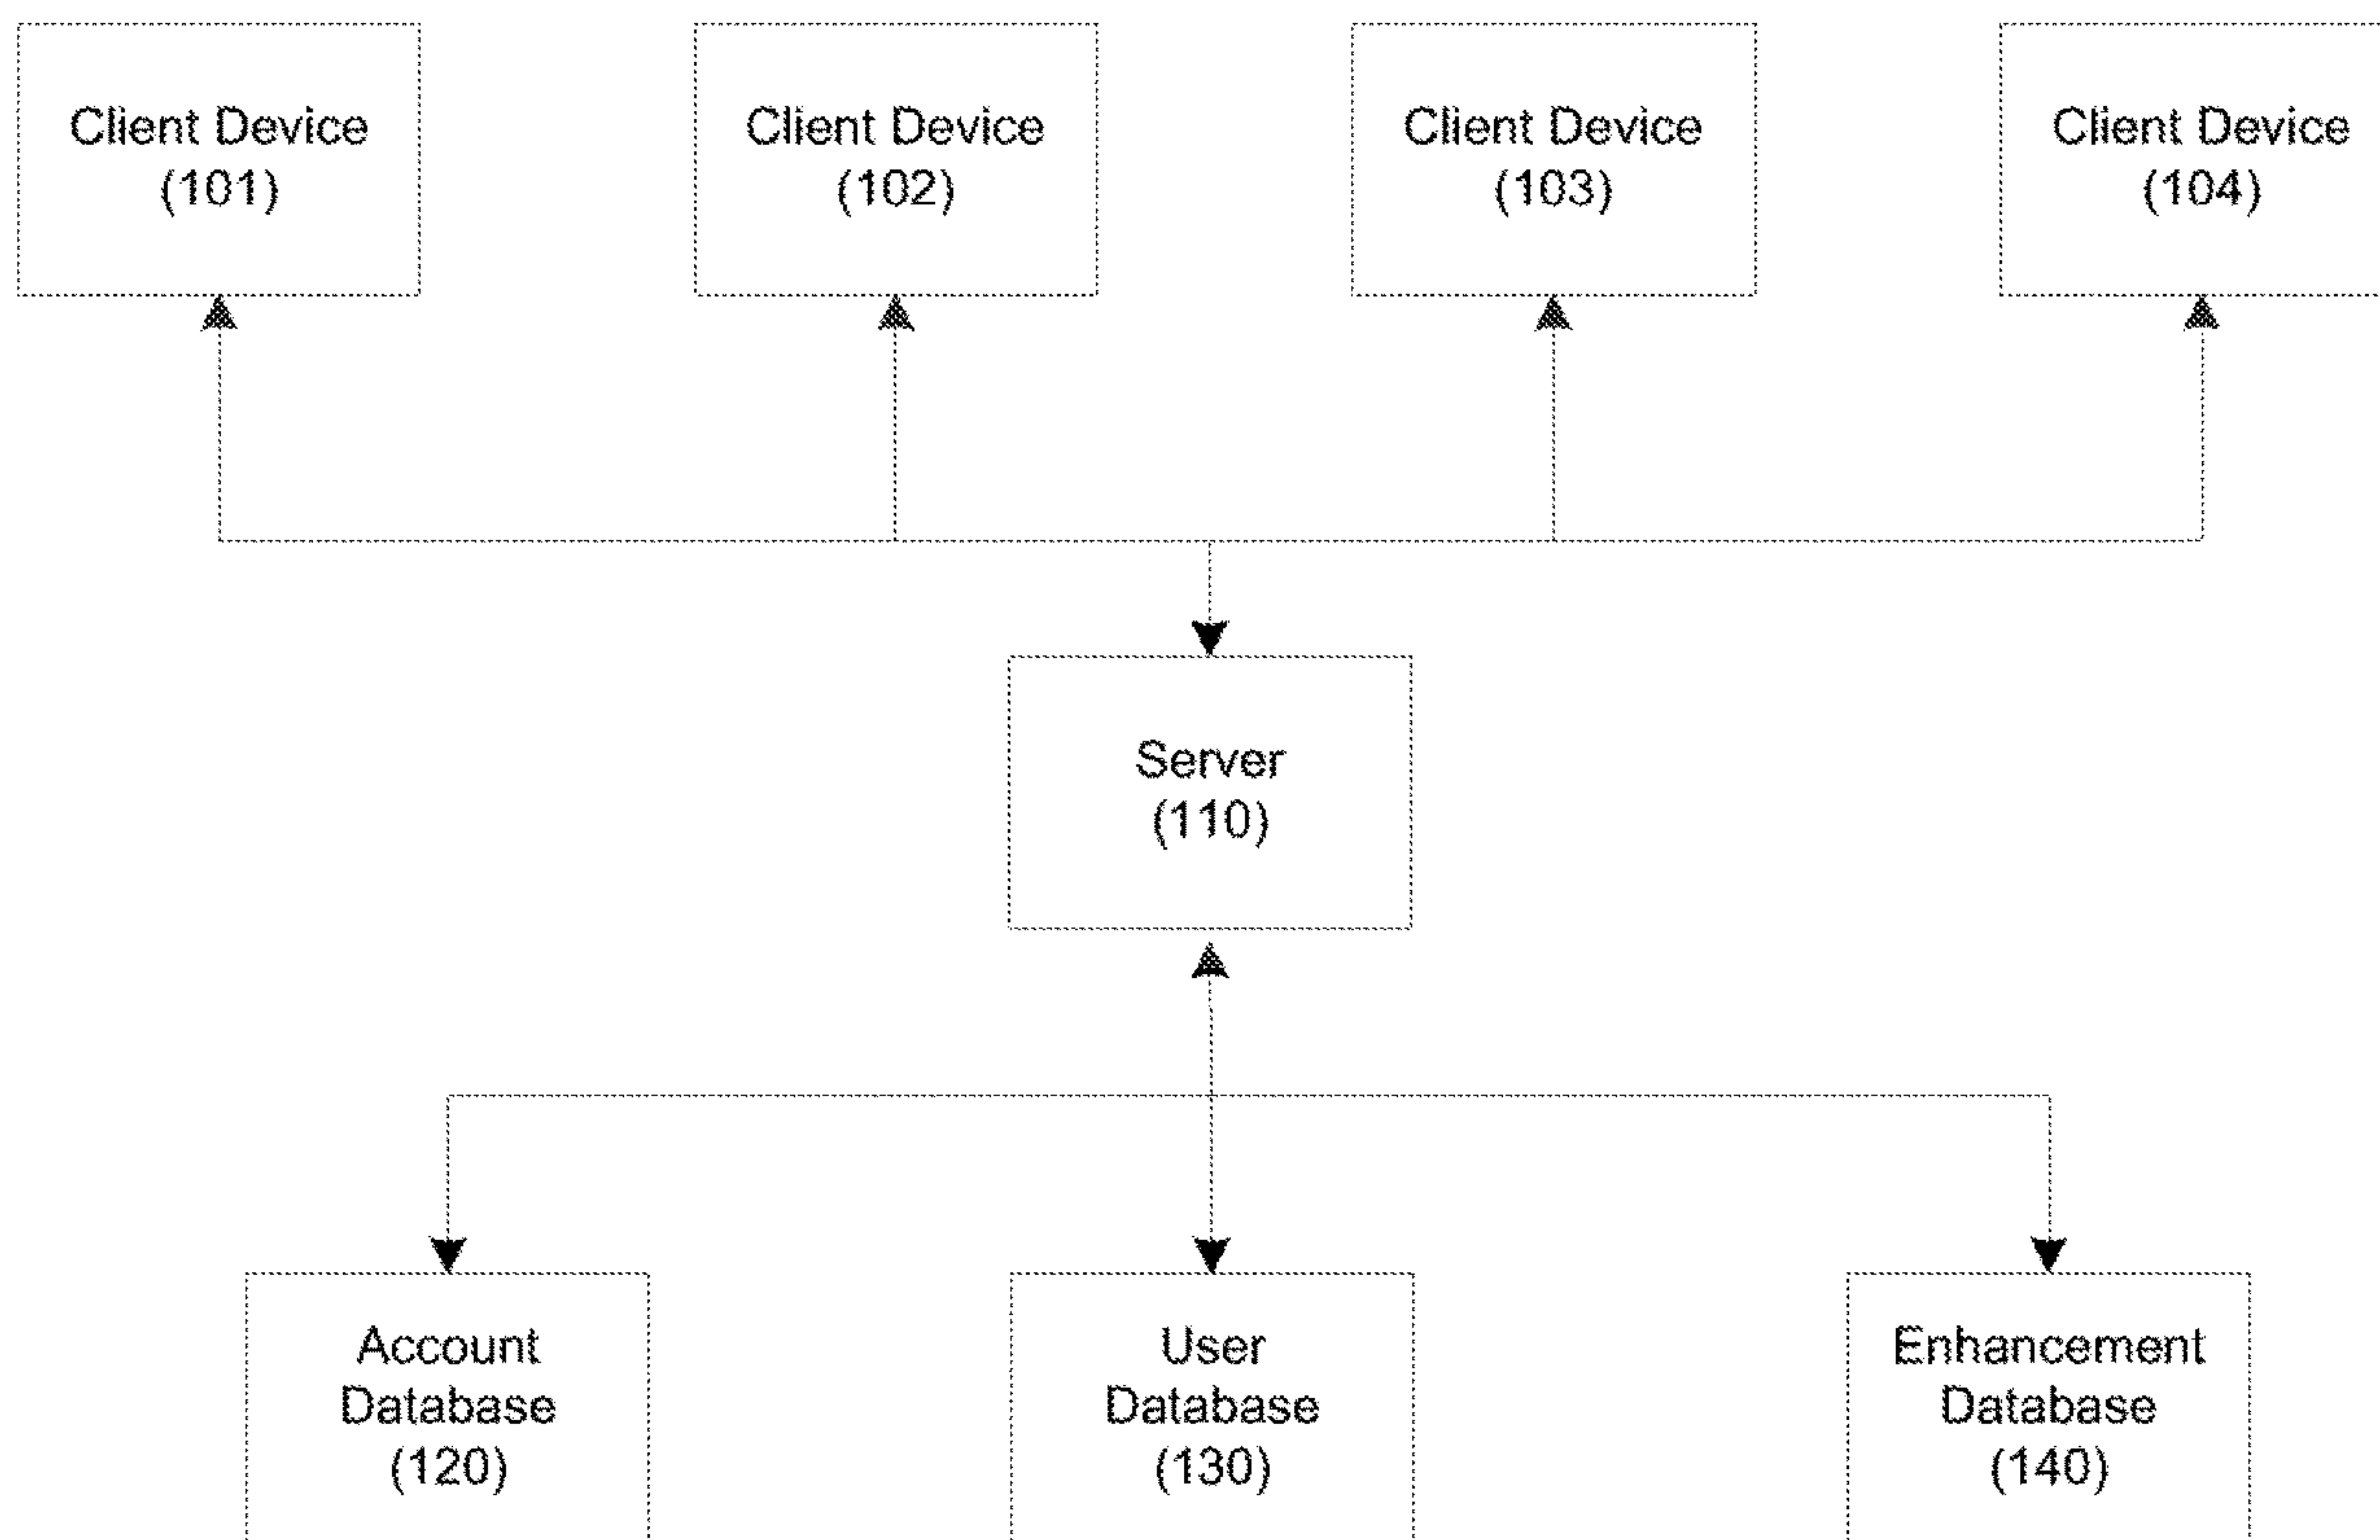 Client Device
(101)
Client Device
(102)
Client Device
(103)
Client Device
(104)
Server
(110)
Account
Database
(120)
User
Database
(130)
Enhancement
Database
(140)